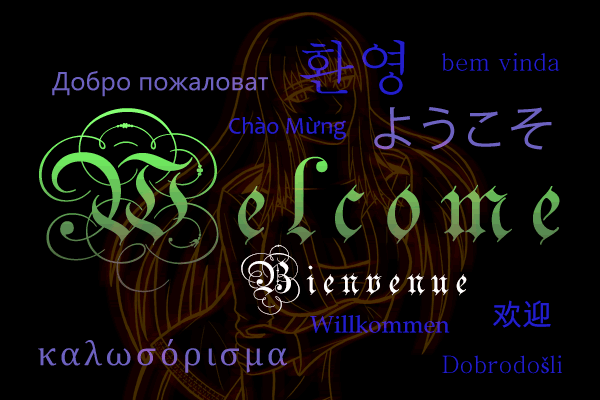 환영
bem vinda
Добро пожаловат
Chào Mừng
ようこそ
Welcome
Bienvenue
Willkommen
欢迎
καλωσόρισμα
Dobrodošli